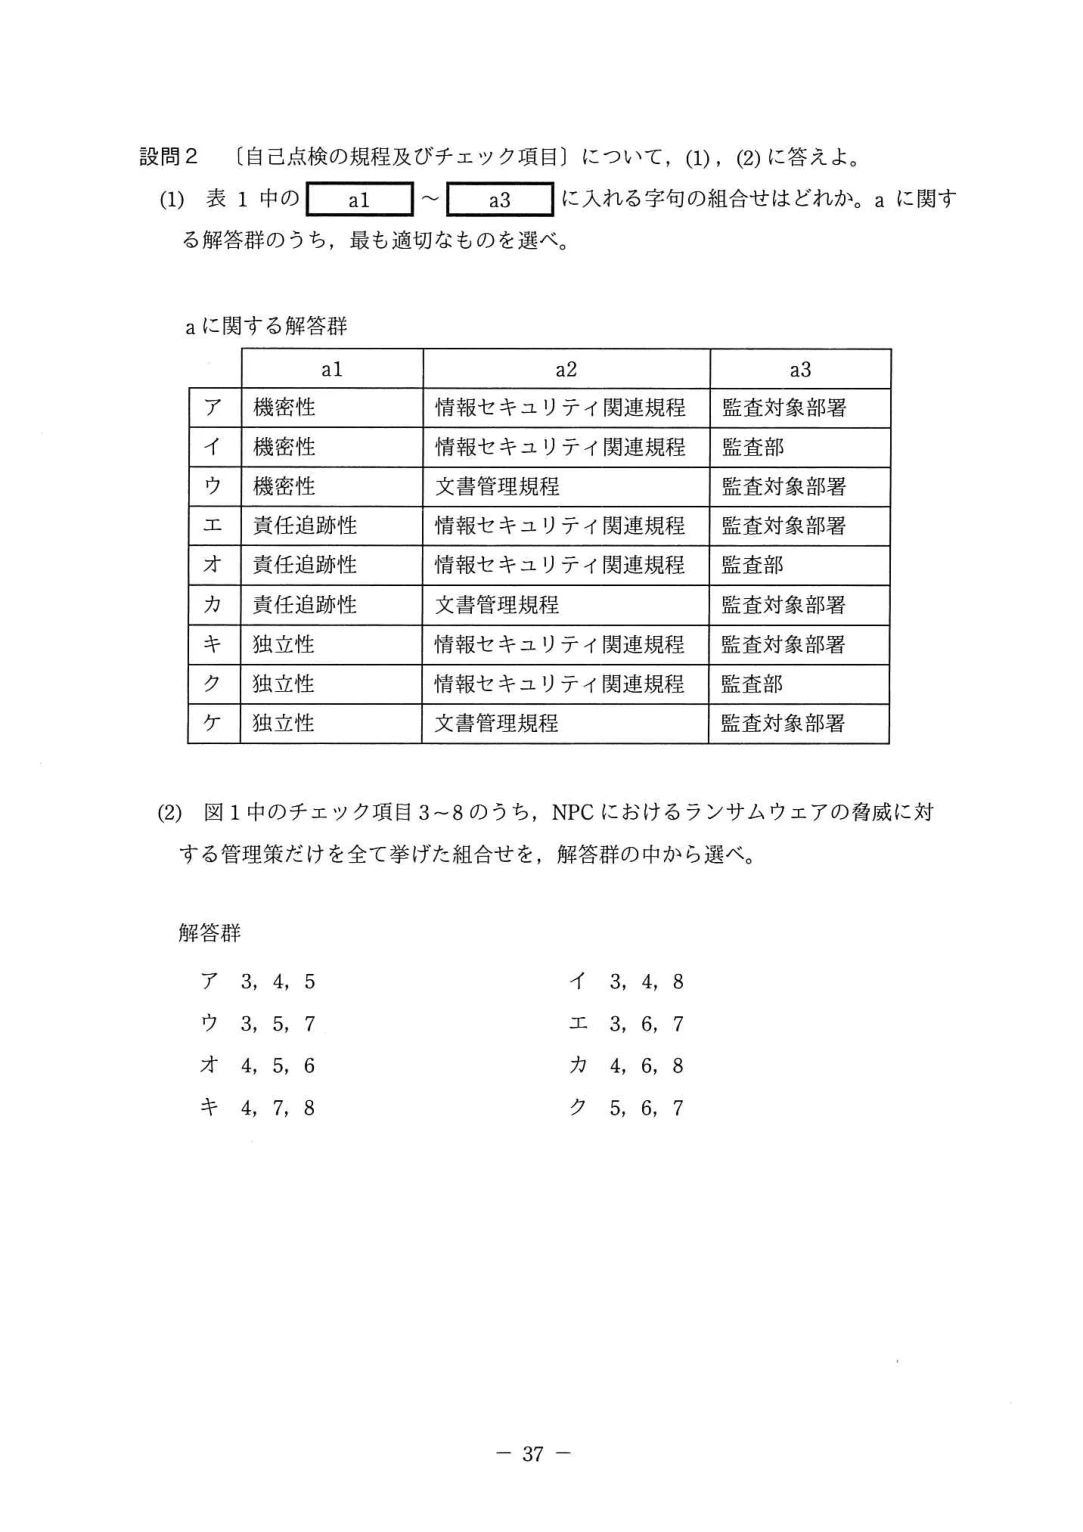 設問2 〔自己点検の規程及びチェック項目〕について，(1)，(2)に答えよ。
(1) 表 1 中の a1 ～ a3 に入れる字句の組合せはどれか。a に関す
る解答群のうち，最も適切なものを選べ。
a に関する解答群
a1 a2 a3
ア 機密性 情報セキュリティ関連規程 監査対象部署
イ 機密性 情報セキュリティ関連規程 監査部
ウ 機密性 文書管理規程 監査対象部署
エ 責任追跡性 情報セキュリティ関連規程 監査対象部署
オ 責任追跡性 情報セキュリティ関連規程 監査部
カ 責任追跡性 文書管理規程 監査対象部署
キ 独立性 情報セキュリティ関連規程 監査対象部署
ク 独立性 情報セキュリティ関連規程 監査部
ケ 独立性 文書管理規程 監査対象部署
(2) 図 1 中のチェック項目 3～8 のうち，NPC におけるランサムウェアの脅威に対
する管理策だけを全て挙げた組合せを，解答群の中から選べ。
解答群
ア 3，4，5 イ 3，4，8
ウ 3，5，7 エ 3，6，7
オ 4，5，6 カ 4，6，8
キ 4，7，8 ク 5，6，7
－ 37 －